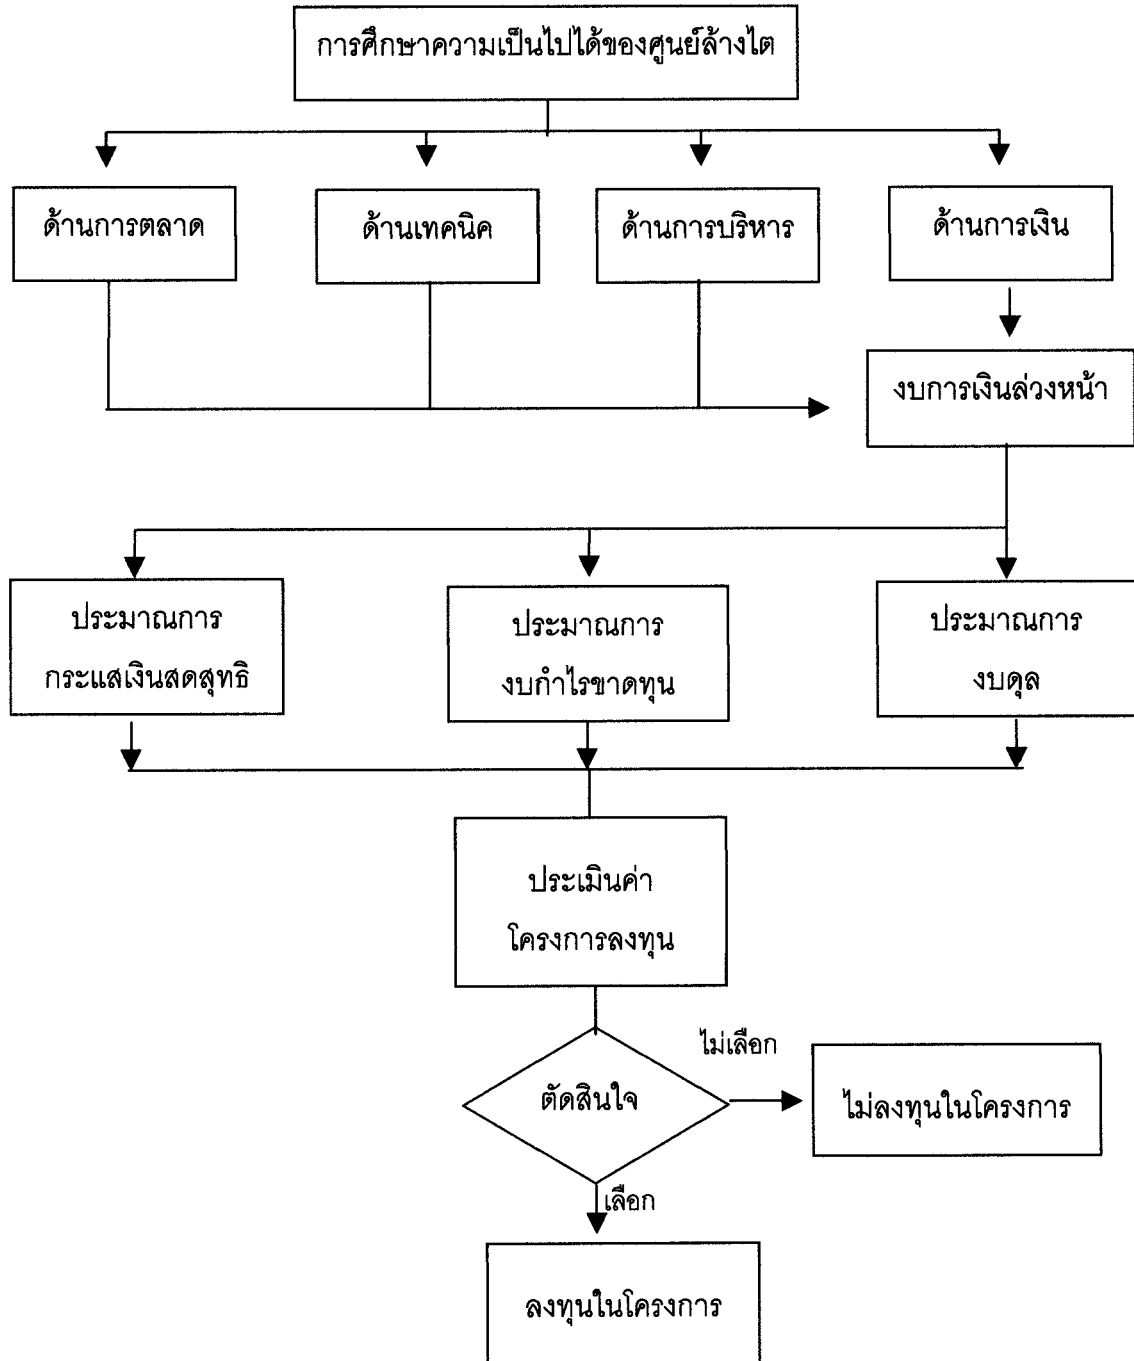 การศึกษาความเป็นไปได้ของศูนย์ล้างไต
ด้านการตลาด
ด้านเทคนิค
ด้านการบริหาร
ด้านการเงิน
งบการเงินล่วงหน้า
ประมาณการ
กระแสเงินสดสุทธิ
ประมาณการ
งบกำไรขาดทุน
ประมาณการ
งบดุล
ประเมินค่า
โครงการลงทุน
ตัดสินใจ
ไม่เลือก
ไม่ลงทุนในโครงการ
เลือก
ลงทุนในโครงการ